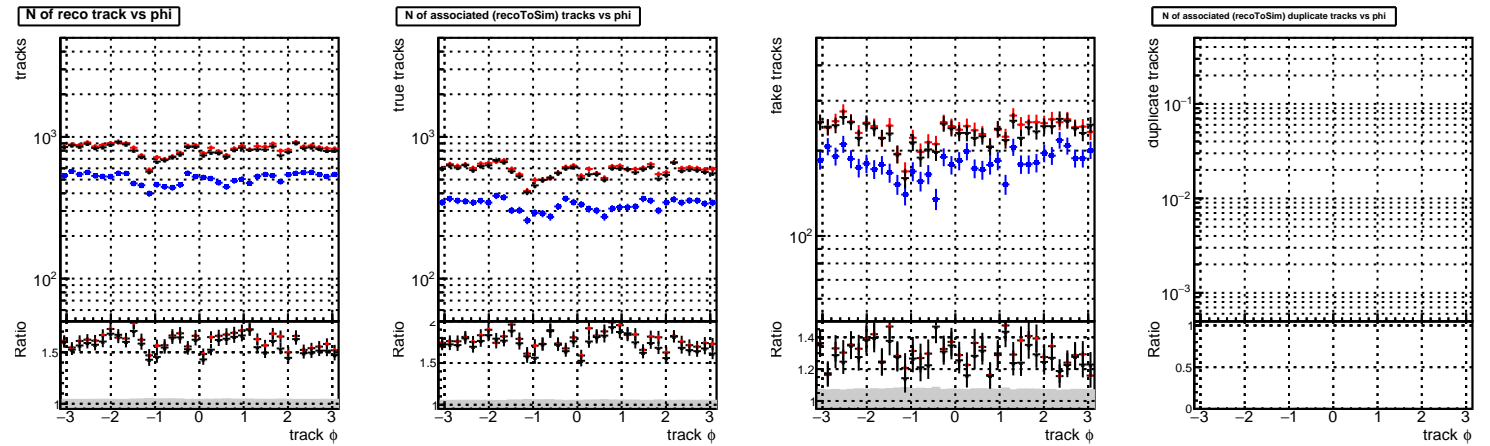 N of reco track vs phi
tracks
10³
10²
Ratio
1.5
1
−3 −2 −1 0 1 2 3
track ϕ
N of associated (recoToSim) tracks vs phi
true tracks
10³
10²
Ratio
2
1.5
1
−3 −2 −1 0 1 2 3
track ϕ
fake tracks
10²
Ratio
1.4
1.2
1
−3 −2 −1 0 1 2 3
track ϕ
N of associated (recoToSim) duplicate tracks vs phi
duplicate tracks
10⁻¹
10⁻²
10⁻³
Ratio
1
0.5
0
−3 −2 −1 0 1 2 3
track ϕ